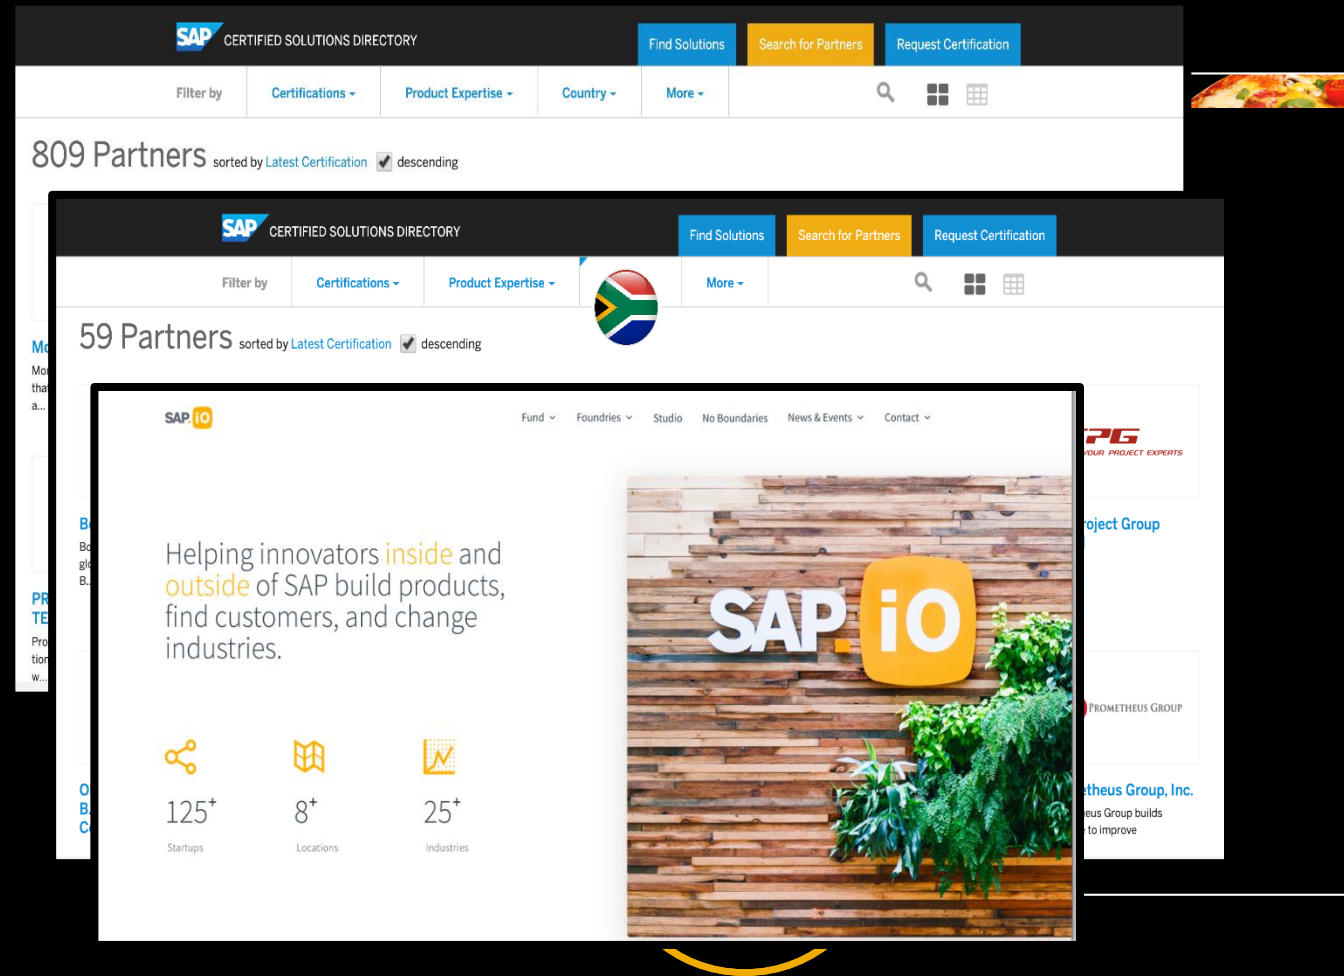 SAP CERTIFIED SOLUTIONS DIRECTORY
Find Solutions
Search for Partners
Request Certification
Filter by
Certifications
Product Expertise
Country
More
809 Partners sorted by Latest Certification descending
SAP CERTIFIED SOLUTIONS DIRECTORY
Find Solutions
Search for Partners
Request Certification
Filter by
Certifications
Product Expertise
More
59 Partners sorted by Latest Certification descending
a...
w...
YOUR PROJECT EXPERTS
Group
PROMETHEUS GROUP
Group, Inc.
Group builds
to improve
SAP.iO
Fund
Foundries
Studio
No Boundaries
News & Events
Contact
Helping innovators inside and
outside of SAP build products,
find customers, and change
industries.
SAP.iO
125+
8+
25+
Startups
Locations
Industries